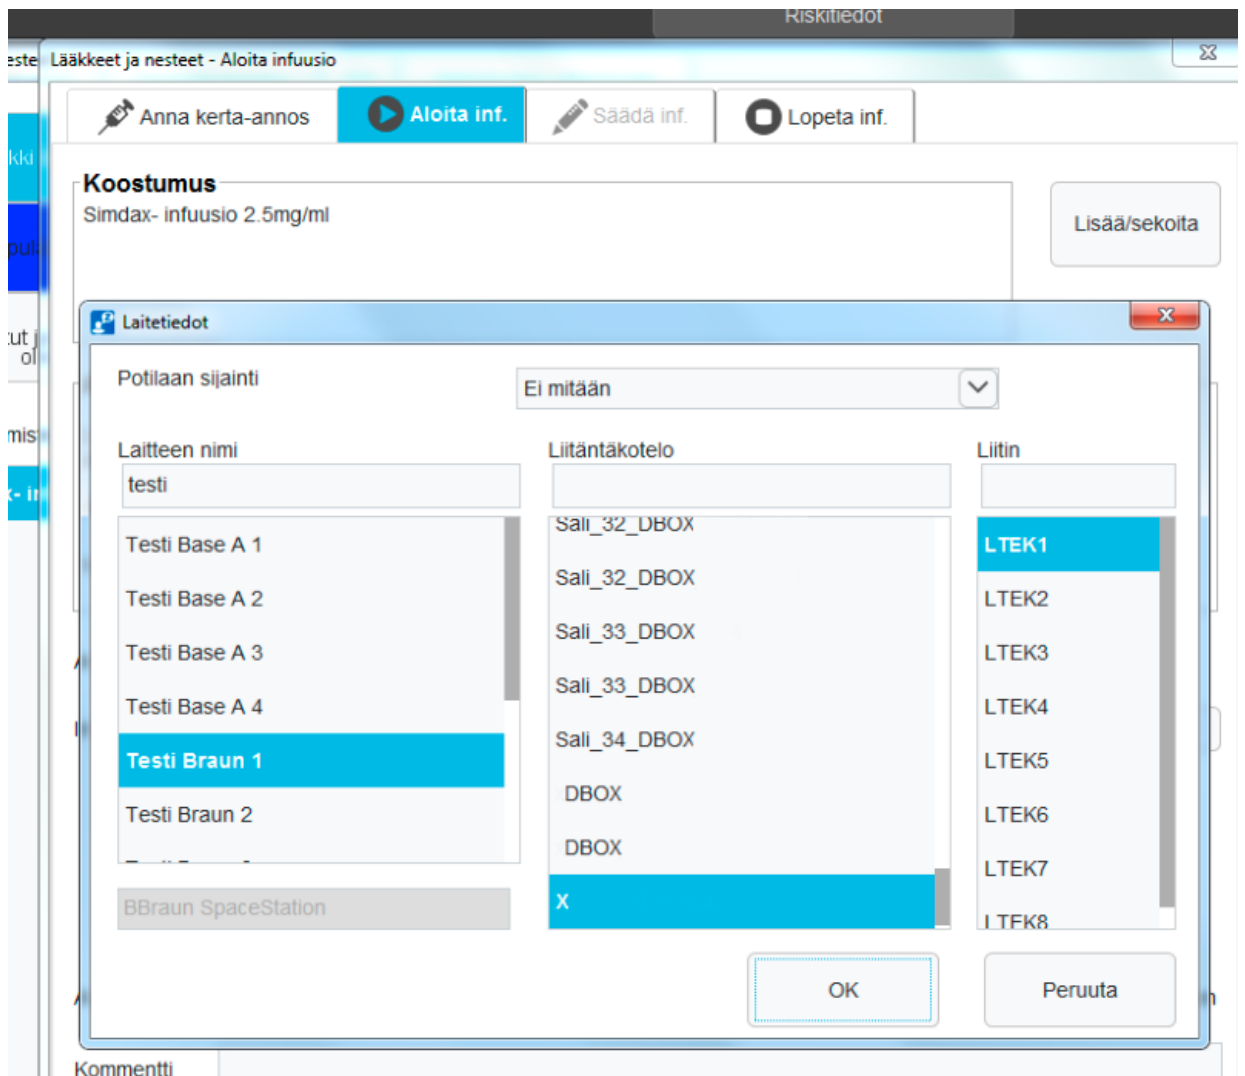 Riskitiedot
Lääkkeet ja nesteet - Aloita infuusio
Anna kerta-annos
Aloita inf.
Säädä inf.
Lopeta inf.
Koostumus
Simdax- infuusio 2.5mg/ml
Lisää/sekoita
Laitetiedot
Potilaan sijainti
Ei mitään
Laitteen nimi
Liitäntäkotelo
Liitin
testi
Testi Base A 1
Testi Base A 2
Testi Base A 3
Testi Base A 4
Testi Braun 1
Testi Braun 2
BBraun SpaceStation
Sali_32_DBOX
Sali_32_DBOX
Sali_33_DBOX
Sali_33_DBOX
Sali_34_DBOX
DBOX
DBOX
X
LTEK1
LTEK2
LTEK3
LTEK4
LTEK5
LTEK6
LTEK7
LTEK8
OK
Peruuta
Kommentti